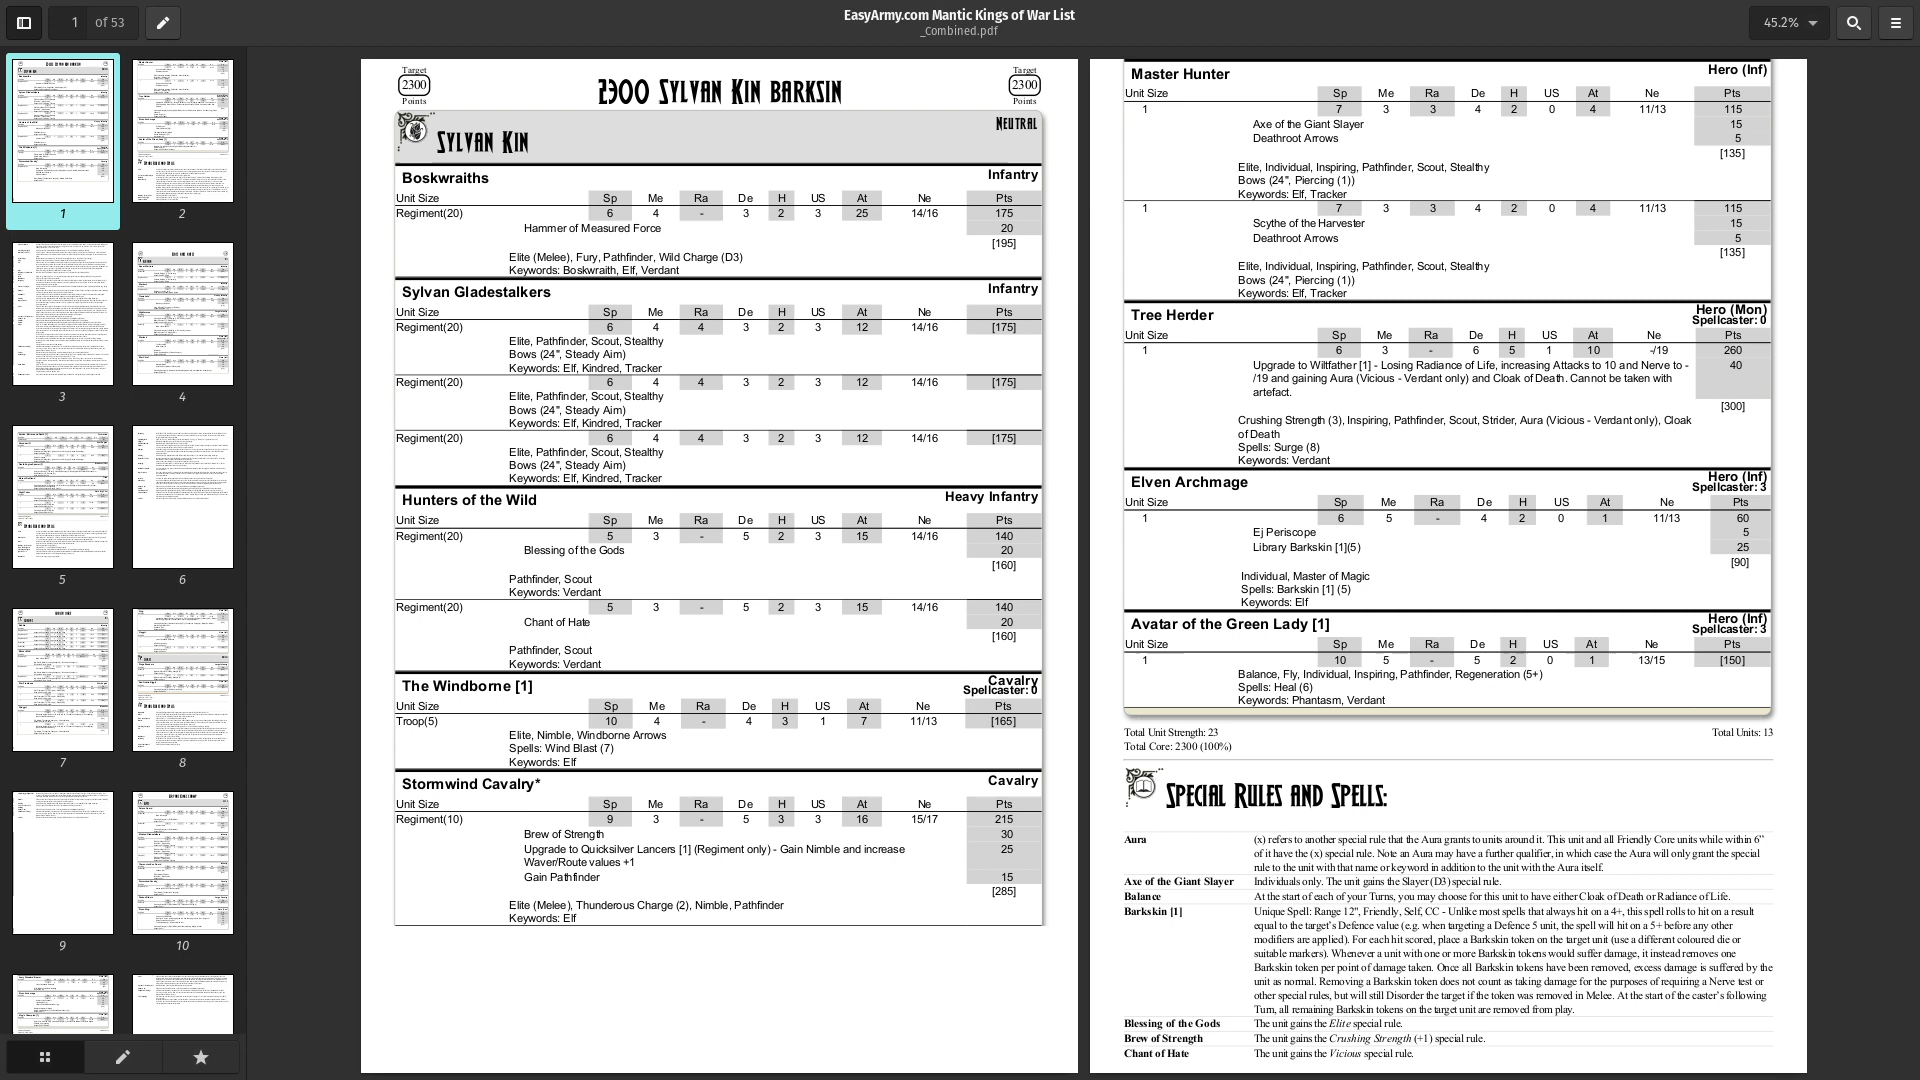 1 of 53
EasyArmy.com Mantic Kings of War List
_Combined.pdf
45.2%
1
2
3
4
5
6
7
8
9
10
Target
2300
Points
2300 Sylvan Kin Barksin
Target
2300
Points
Sylvan Kin
Neutral
Boskwraiths
Infantry
Unit Size Sp Me Ra De H US At Ne Pts
Regiment(20) 6 4 - 3 2 3 25 14/16 175
Hammer of Measured Force 20
[195]
Elite (Melee), Fury, Pathfinder, Wild Charge (D3)
Keywords: Boskwraith, Elf, Verdant
Sylvan Gladestalkers
Infantry
Unit Size Sp Me Ra De H US At Ne Pts
Regiment(20) 6 4 4 3 2 3 12 14/16 [175]
Elite, Pathfinder, Scout, Stealthy
Bows (24", Steady Aim)
Keywords: Elf, Kindred, Tracker
Regiment(20) 6 4 4 3 2 3 12 14/16 [175]
Elite, Pathfinder, Scout, Stealthy
Bows (24", Steady Aim)
Keywords: Elf, Kindred, Tracker
Regiment(20) 6 4 4 3 2 3 12 14/16 [175]
Elite, Pathfinder, Scout, Stealthy
Bows (24", Steady Aim)
Keywords: Elf, Kindred, Tracker
Hunters of the Wild
Heavy Infantry
Unit Size Sp Me Ra De H US At Ne Pts
Regiment(20) 5 3 - 5 2 3 15 14/16 140
Blessing of the Gods 20
[160]
Pathfinder, Scout
Keywords: Verdant
Regiment(20) 5 3 - 5 2 3 15 14/16 140
Chant of Hate 20
[160]
Pathfinder, Scout
Keywords: Verdant
The Windborne [1]
Cavalry
Spellcaster: 0
Unit Size Sp Me Ra De H US At Ne Pts
Troop(5) 10 4 - 4 3 1 7 11/13 [165]
Elite, Nimble, Windborne Arrows
Spells: Wind Blast (7)
Keywords: Elf
Stormwind Cavalry*
Cavalry
Unit Size Sp Me Ra De H US At Ne Pts
Regiment(10) 9 3 - 5 3 3 16 15/17 215
Brew of Strength 30
Upgrade to Quicksilver Lancers [1] (Regiment only) - Gain Nimble and increase 25
Waver/Route values +1
Gain Pathfinder 15
[285]
Elite (Melee), Thunderous Charge (2), Nimble, Pathfinder
Keywords: Elf
Master Hunter
Hero (Inf)
Unit Size Sp Me Ra De H US At Ne Pts
1 7 3 3 4 2 0 4 11/13 115
Axe of the Giant Slayer 15
Deathroot Arrows 5
[135]
Elite, Individual, Inspiring, Pathfinder, Scout, Stealthy
Bows (24", Piercing (1))
Keywords: Elf, Tracker
1 7 3 3 4 2 0 4 11/13 115
Scythe of the Harvester 15
Deathroot Arrows 5
[135]
Elite, Individual, Inspiring, Pathfinder, Scout, Stealthy
Bows (24", Piercing (1))
Keywords: Elf, Tracker
Tree Herder
Hero (Mon)
Spellcaster: 0
Unit Size Sp Me Ra De H US At Ne Pts
1 6 3 - 6 5 1 10 -/19 260
Upgrade to Wiltfather [1] - Losing Radiance of Life, increasing Attacks to 10 and Nerve to - 40
/19 and gaining Aura (Vicious - Verdant only) and Cloak of Death. Cannot be taken with
artefact.
[300]
Crushing Strength (3), Inspiring, Pathfinder, Scout, Strider, Aura (Vicious - Verdant only), Cloak
of Death
Spells: Surge (8)
Keywords: Verdant
Elven Archmage
Hero (Inf)
Spellcaster: 3
Unit Size Sp Me Ra De H US At Ne Pts
1 6 5 - 4 2 0 1 11/13 60
Ej Periscope 5
Library Barkskin [1](5) 25
[90]
Individual, Master of Magic
Spells: Barkskin [1] (5)
Keywords: Elf
Avatar of the Green Lady [1]
Hero (Inf)
Spellcaster: 3
Unit Size Sp Me Ra De H US At Ne Pts
1 10 5 - 5 2 0 1 13/15 [150]
Balance, Fly, Individual, Inspiring, Pathfinder, Regeneration (5+)
Spells: Heal (6)
Keywords: Phantasm, Verdant
Total Unit Strength: 23 Total Units: 13
Total Core: 2300 (100%)
Special Rules and Spells:
Aura (x) refers to another special rule that the Aura grants to units around it. This unit and all Friendly Core units while within 6"
of it have the (x) special rule. Note an Aura may have a further qualifier, in which case the Aura will only grant the special
rule to the unit with that name or keyword in addition to the unit with the Aura itself.
Axe of the Giant Slayer Individuals only. The unit gains the Slayer (D3) special rule.
Balance At the start of each of your Turns, you may choose for this unit to have either Cloak of Death or Radiance of Life.
Barkskin [1] Unique Spell: Range 12", Friendly, Self, CC - Unlike most spells that always hit on a 4+, this spell rolls to hit on a result
equal to the target's Defence value (e.g. when targeting a Defence 5 unit, the spell will hit on a 5+ before any other
modifiers are applied). For each hit scored, place a Barkskin token on the target unit (use a different coloured die or
suitable markers). Whenever a unit with one or more Barkskin tokens would suffer damage, it instead removes one
Barkskin token per point of damage taken. Once all Barkskin tokens have been removed, excess damage is suffered by the
unit as normal. Removing a Barkskin token does not count as taking damage for the purposes of requiring a Nerve test or
other special rules, but will still Disorder the target if the token was removed in Melee. At the start of the caster's following
Turn, all remaining Barkskin tokens on the target unit are removed from play.
Blessing of the Gods The unit gains the Elite special rule.
Brew of Strength The unit gains the Crushing Strength (+1) special rule.
Chant of Hate The unit gains the Vicious special rule.